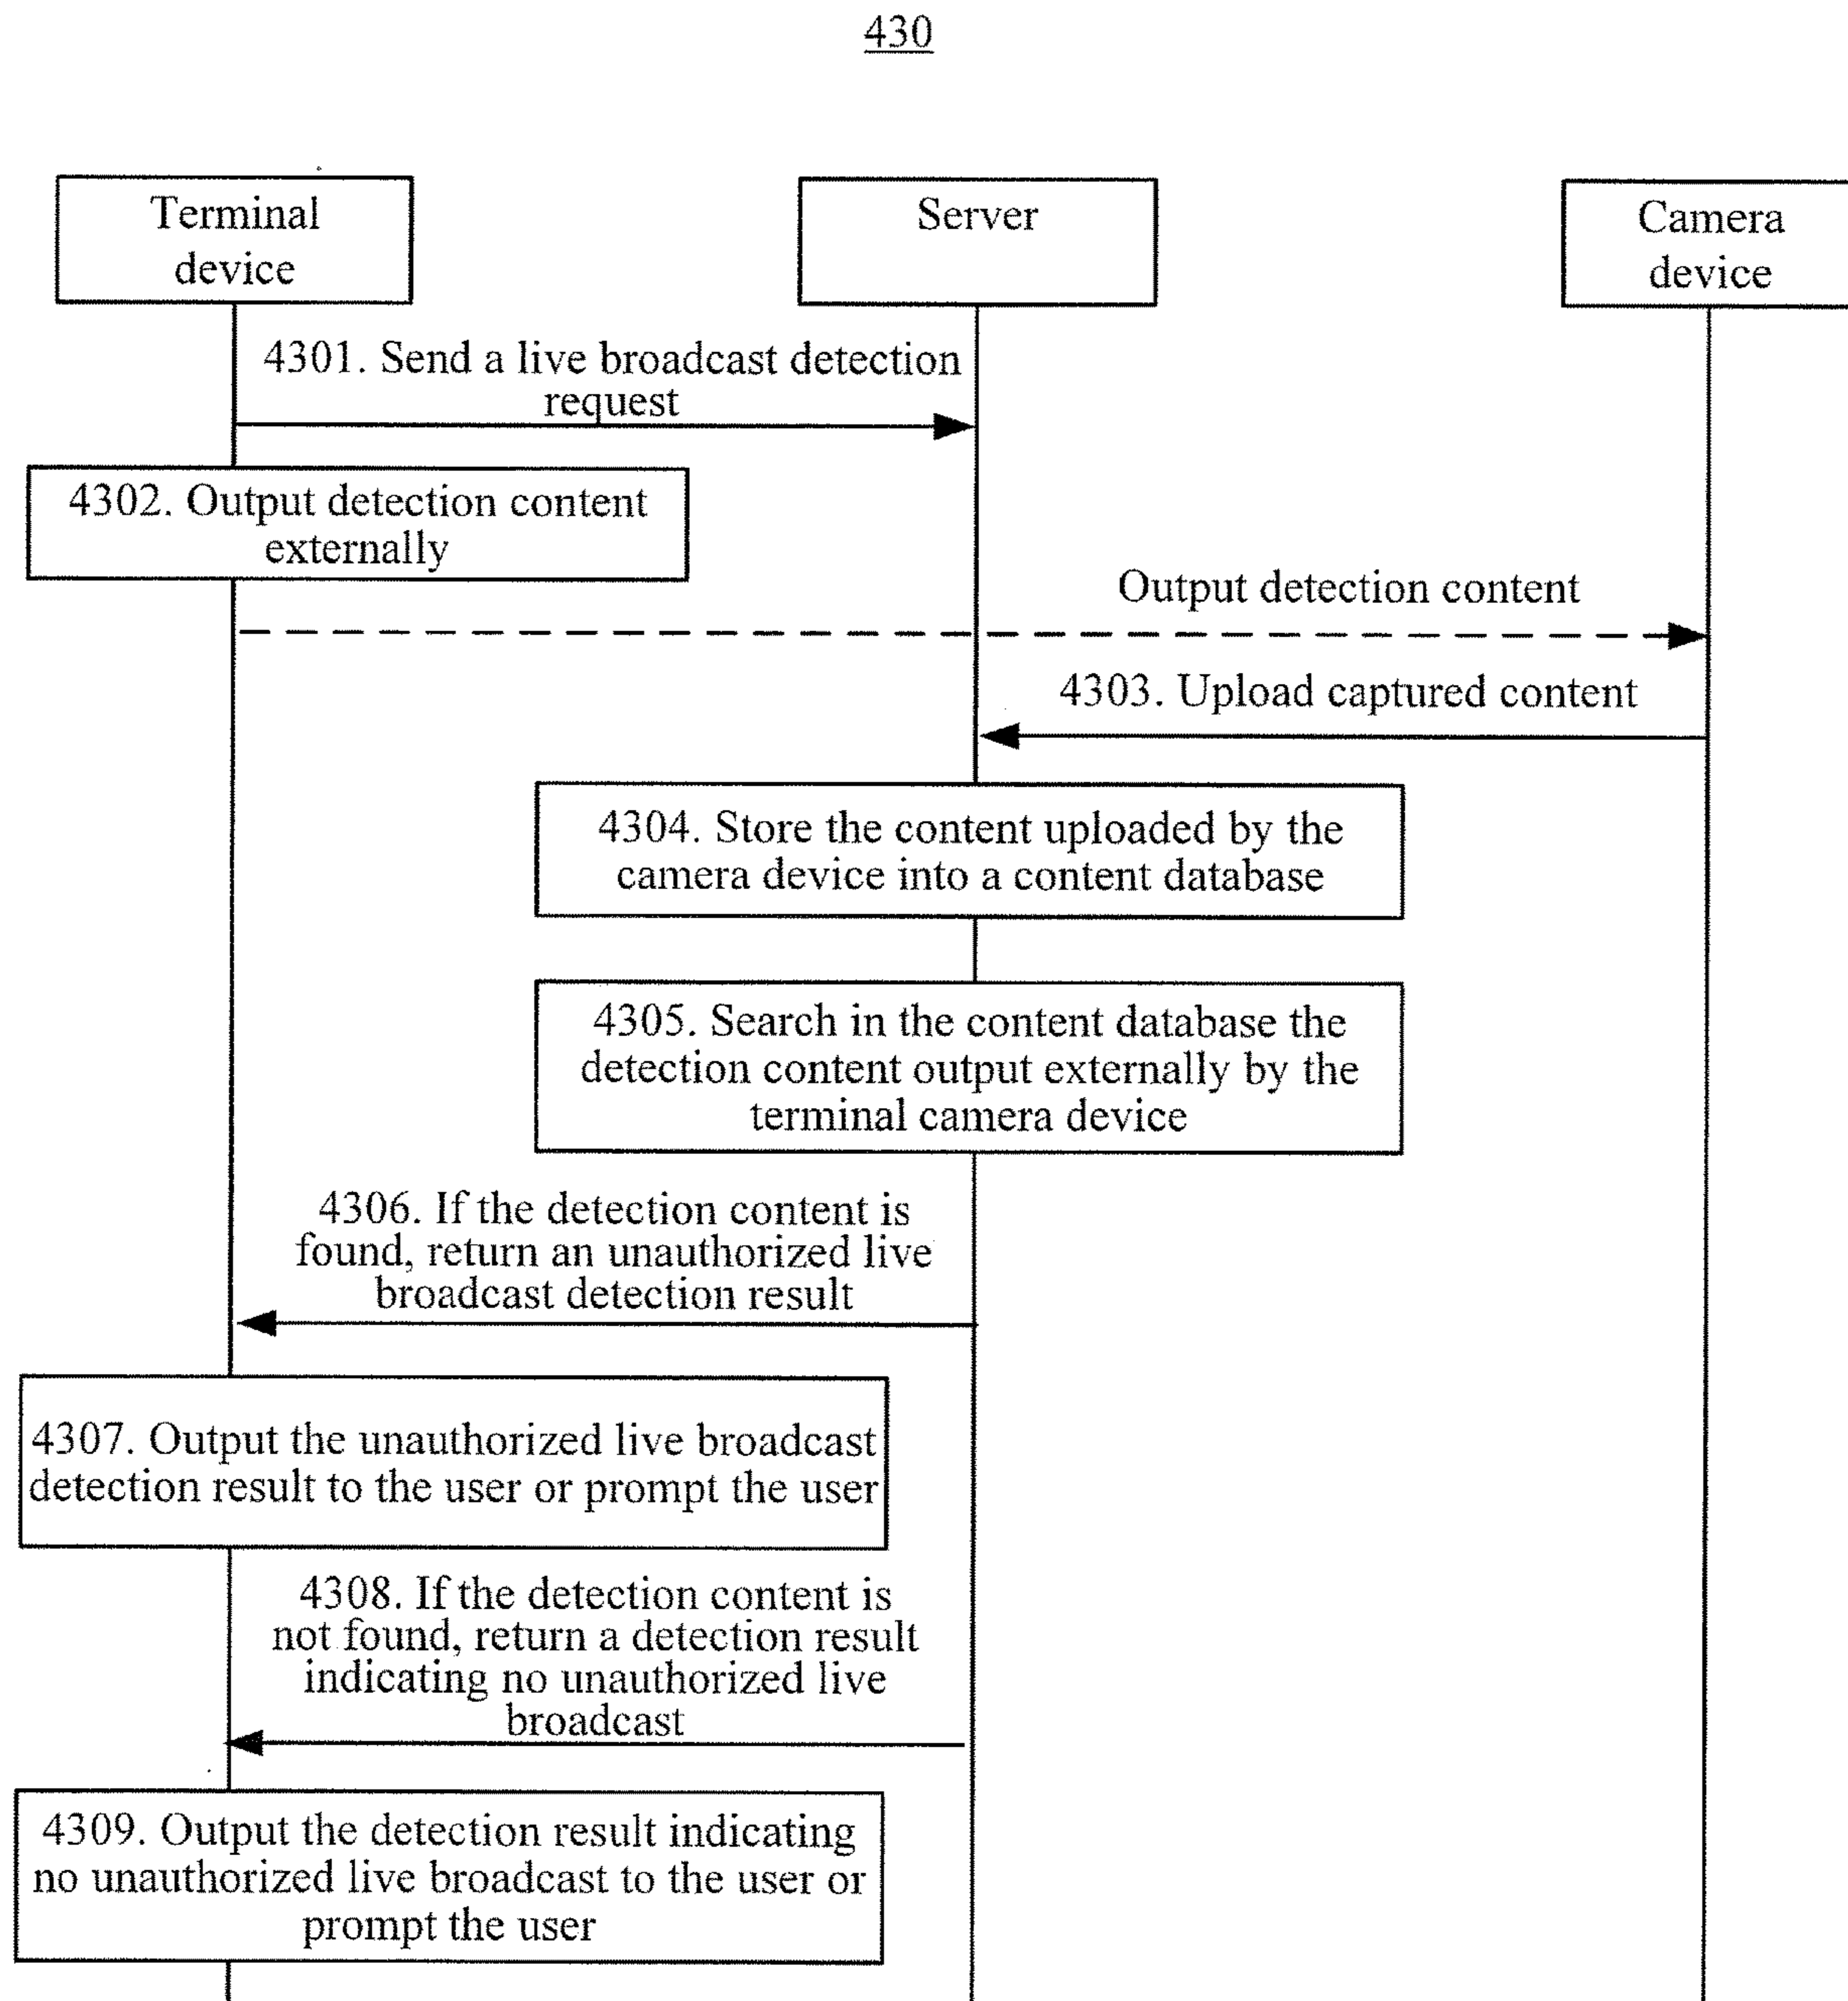 430
Terminal
device
Server
Camera
device
4301. Send a live broadcast detection
request
4302. Output detection content
externally
Output detection content
4303. Upload captured content
4304. Store the content uploaded by the
camera device into a content database
4305. Search in the content database the
detection content output externally by the
terminal camera device
4306. If the detection content is
found, return an unauthorized live
broadcast detection result
4307. Output the unauthorized live broadcast
detection result to the user or prompt the user
4308. If the detection content is
not found, return a detection result
indicating no unauthorized live
broadcast
4309. Output the detection result indicating
no unauthorized live broadcast to the user or
prompt the user